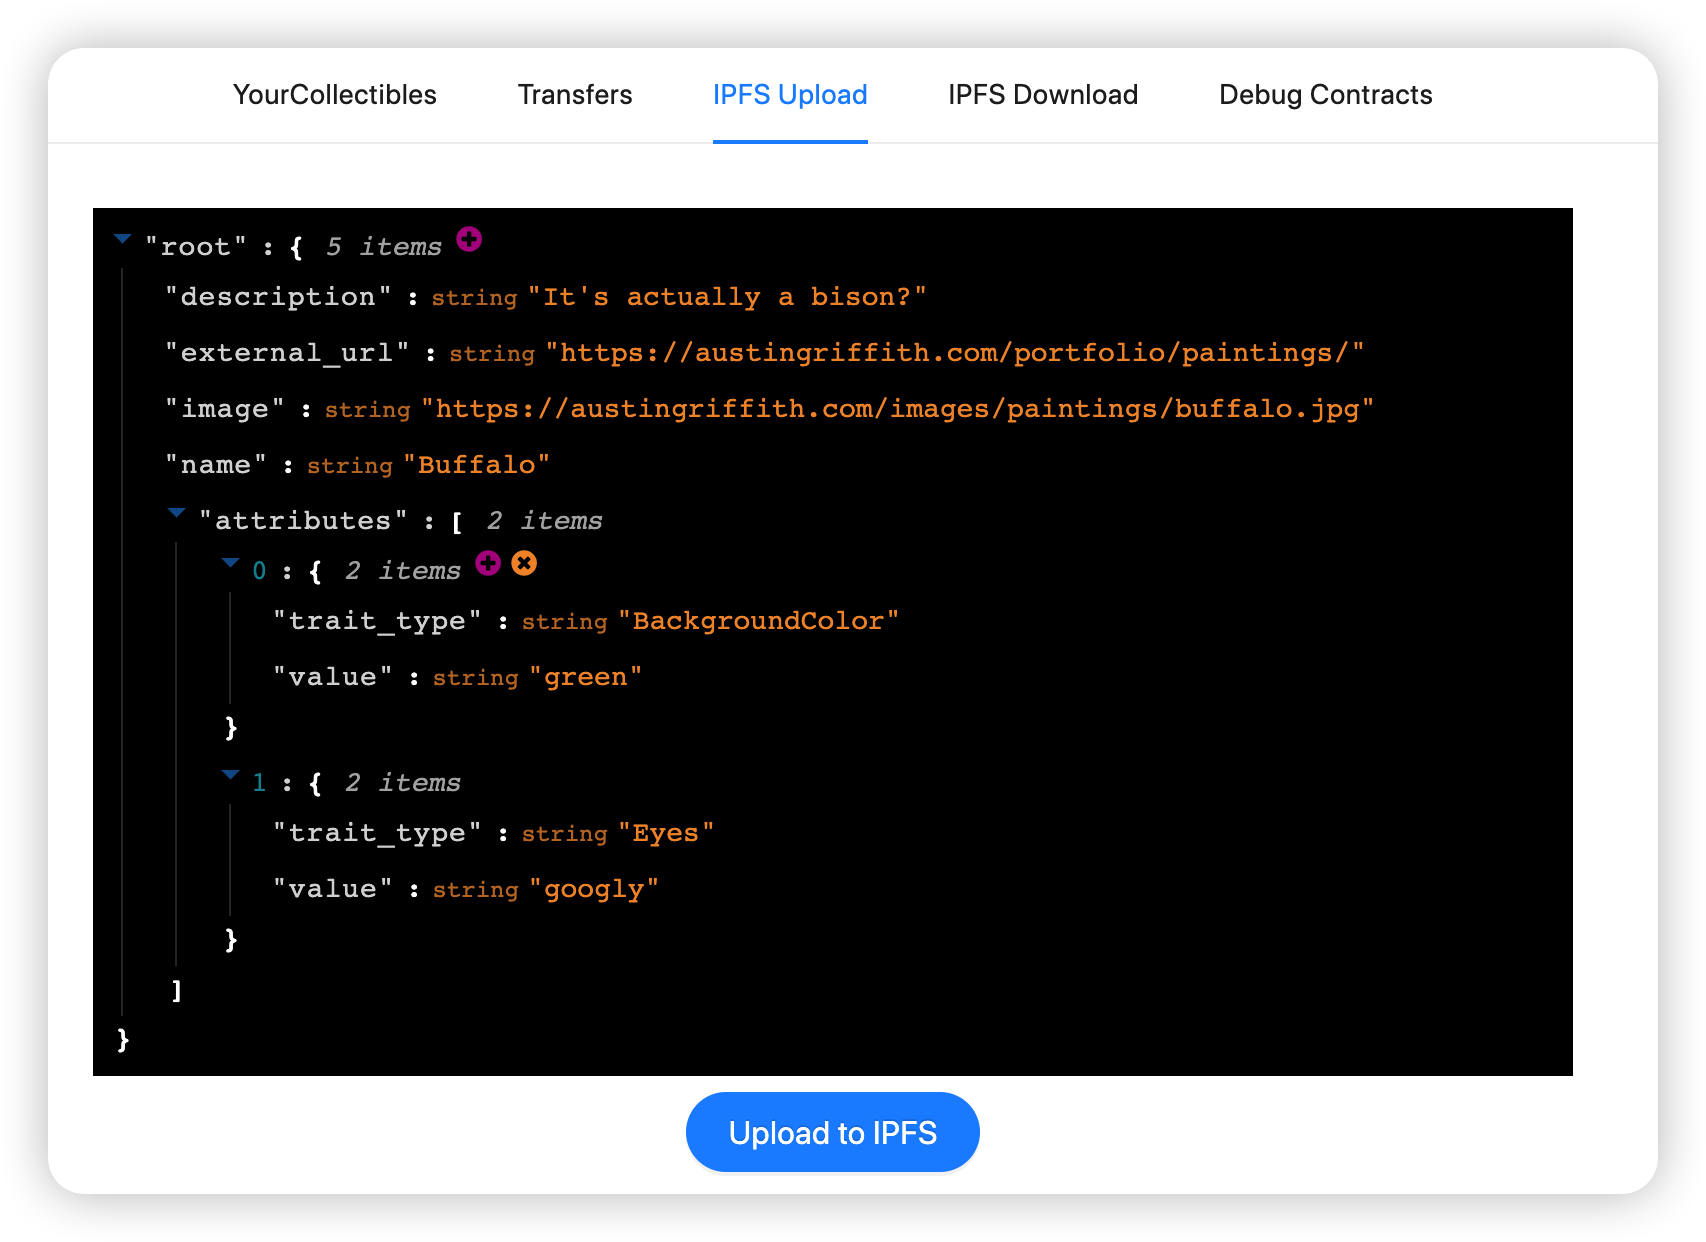 YourCollectibles Transfers IPFS Upload IPFS Download Debug Contracts
"root" : { 5 items
"description" : string "It's actually a bison?"
"external_url" : string "https://austingriffith.com/portfolio/paintings/"
"image" : string "https://austingriffith.com/images/paintings/buffalo.jpg"
"name" : string "Buffalo"
"attributes" : [ 2 items
0 : { 2 items
"trait_type" : string "BackgroundColor"
"value" : string "green"
}
1 : { 2 items
"trait_type" : string "Eyes"
"value" : string "googly"
}
]
}
Upload to IPFS